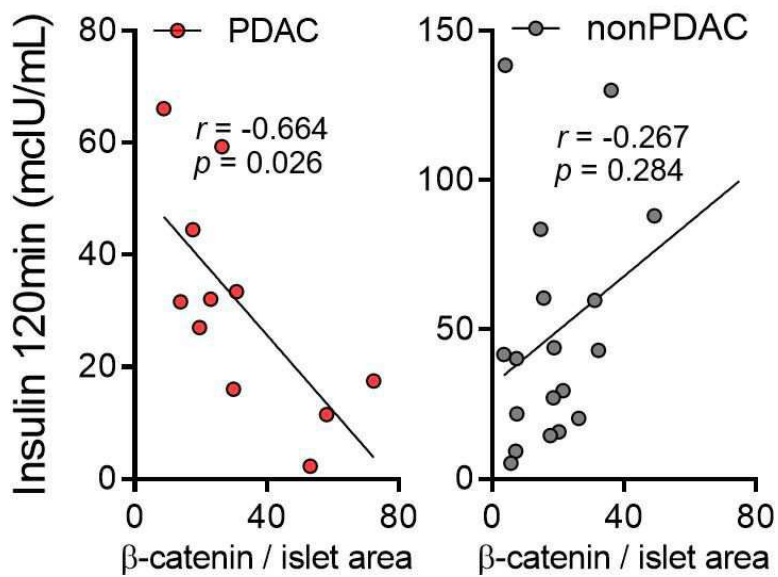 PDAC
r = -0.664
p = 0.026
Insulin 120min (mcIU/mL)
80
60
40
20
0
0 40 80
β-catenin / islet area
nonPDAC
r = -0.267
p = 0.284
150
100
50
0
0 40 80
β-catenin / islet area